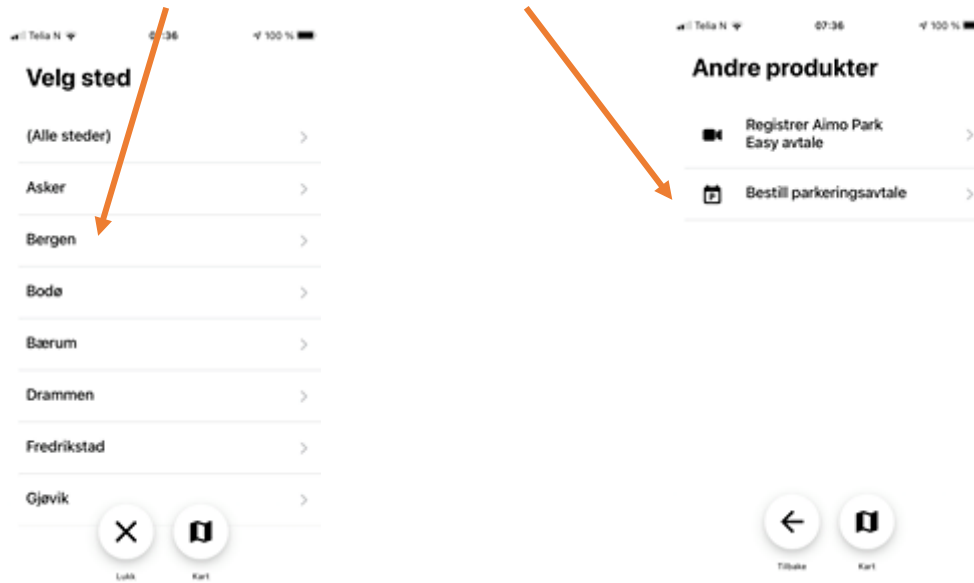 Telia N 07:36 100 %
Velg sted
(Alle steder)
Asker
Bergen
Bodø
Bærum
Drammen
Fredrikstad
Gjøvik
Lukk Kart
Telia N 07:36 100 %
Andre produkter
Registrer Aimo Park
Easy avtale
Bestill parkeringsavtale
Tilbake Kart